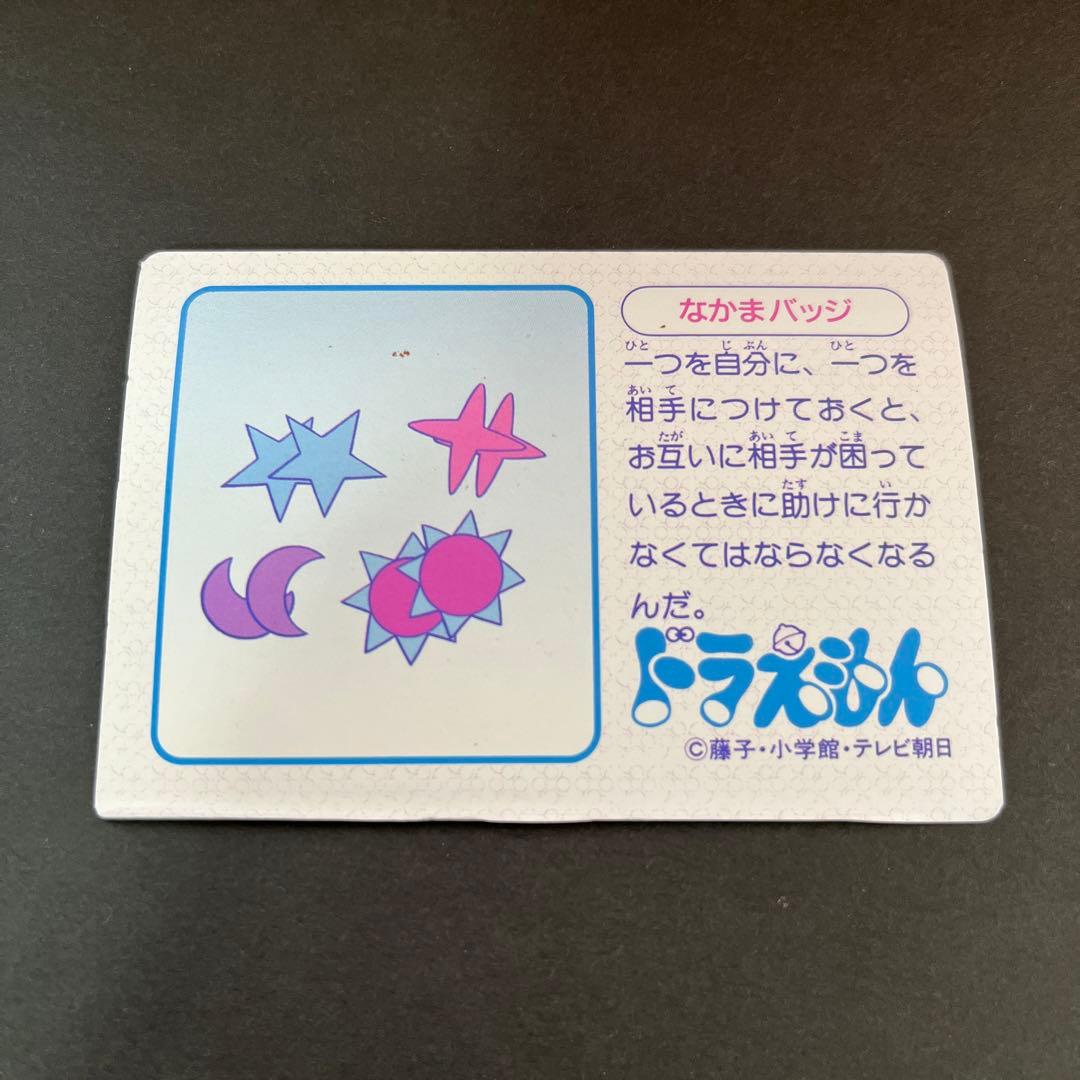 なかまバッジ
一つを自分に、一つを
相手につけておくと、
お互いに相手が困って
いるときに助けに行か
なくてはならなくなる
んだ。
ドラえもん
©藤子・小学館・テレビ朝日